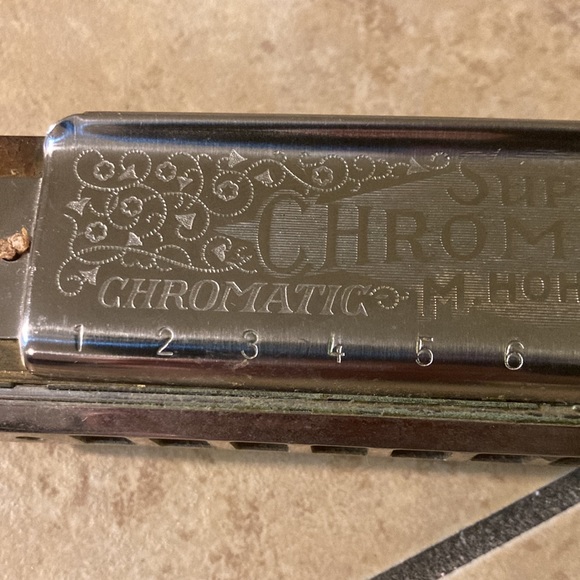 SUP
CHROM
CHROMATIC M. HOH
1 2 3 4 5 6